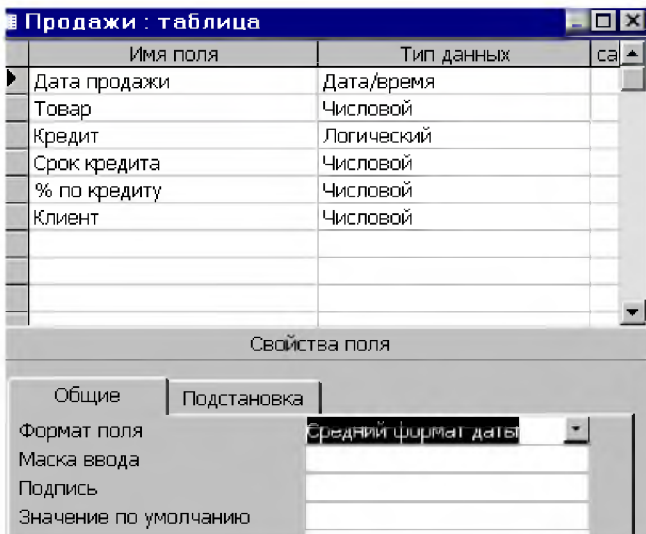 Продажи : таблица
Имя поля Тип данных са
Дата продажи Дата/время
Товар Числовой
Кредит Логический
Срок кредита Числовой
% по кредиту Числовой
Клиент Числовой
Свойства поля
Общие Подстановка
Формат поля Средний формат даты
Маска ввода
Подпись
Значение по умолчанию